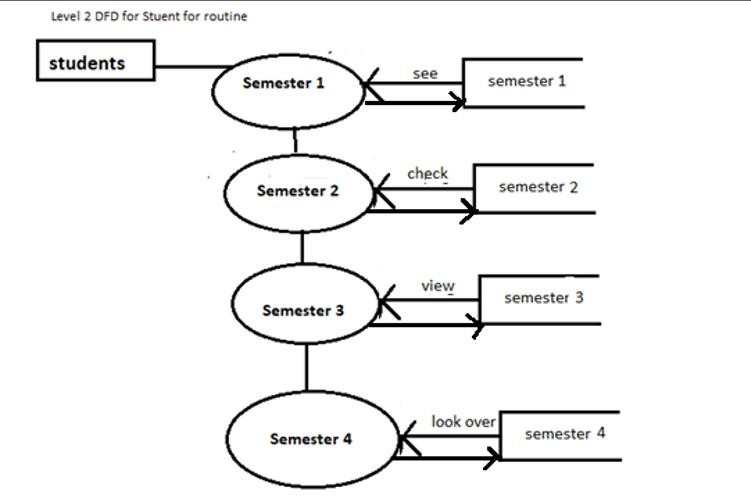 Level 2 DFD for Stuent for routine
students
Semester 1
see
semester 1
Semester 2
check
semester 2
Semester 3
view
semester 3
Semester 4
look over
semester 4